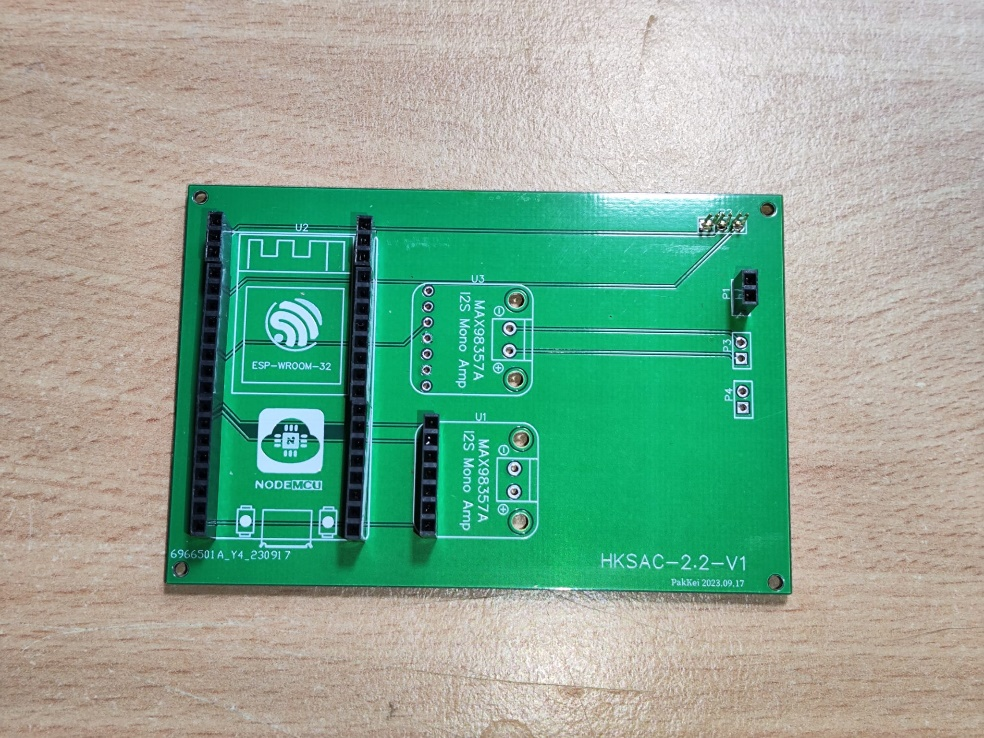 U2
ESP-WROOM-32
NODEMCU
6966501A_Y4_230917
U3
MAX98357A
I2S Mono Amp
U1
MAX98357A
I2S Mono Amp
P1
P3
P4
HKSAC-2.2-V1
PakKei 2023.09.17